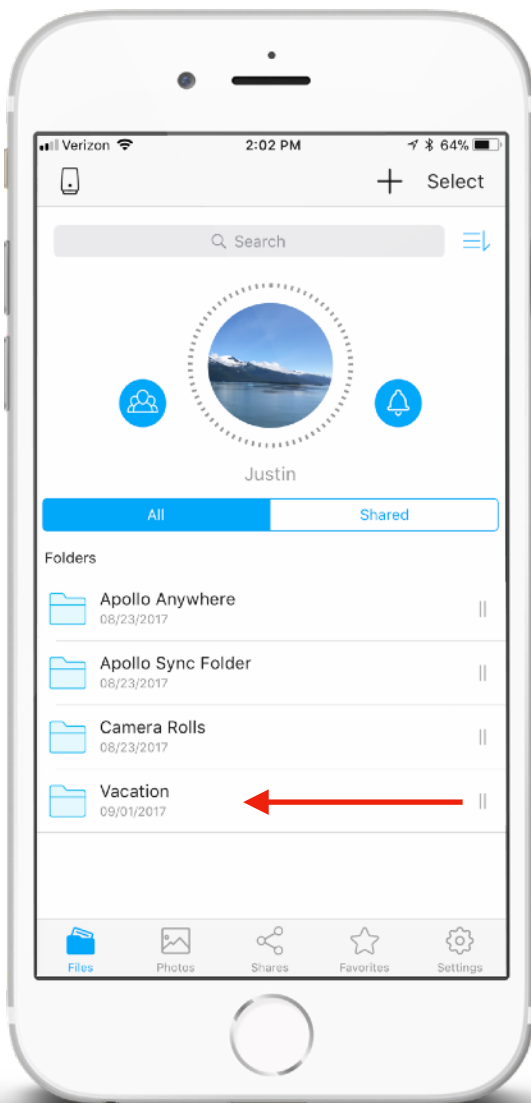 Verizon 2:02 PM 64%
Select
Search
Justin
All Shared
Folders
Apollo Anywhere
08/23/2017
Apollo Sync Folder
08/23/2017
Camera Rolls
08/23/2017
Vacation
09/01/2017
Files Photos Shares Favorites Settings